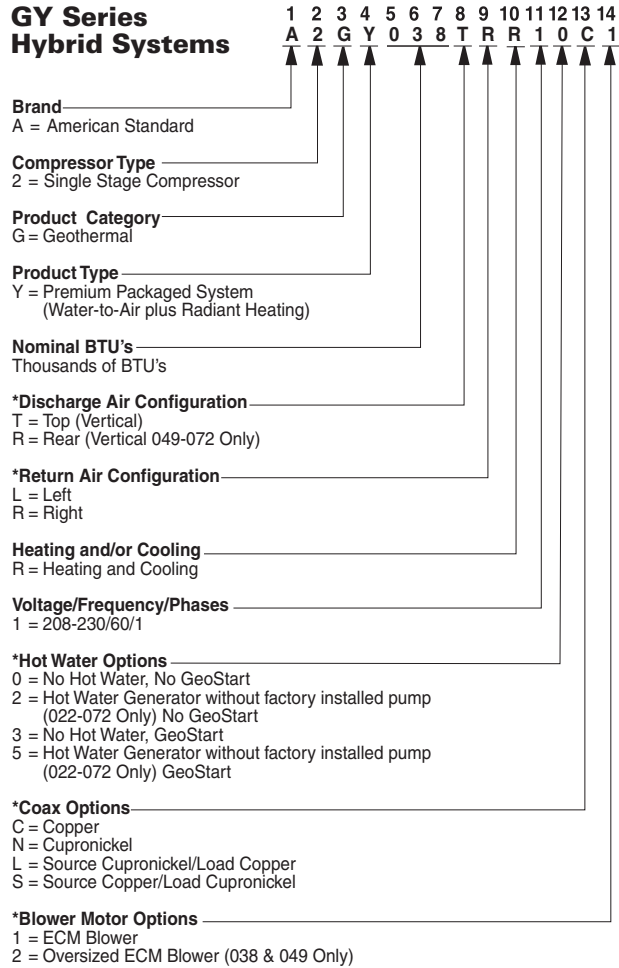 GY Series
Hybrid Systems
1 2 3 4 5 6 7 8 9 10 11 12 13 14
A 2 G Y 0 3 8 T R R 1 0 C 1
Brand
A = American Standard
Compressor Type
2 = Single Stage Compressor
Product Category
G = Geothermal
Product Type
Y = Premium Packaged System
(Water-to-Air plus Radiant Heating)
Nominal BTU's
Thousands of BTU's
*Discharge Air Configuration
T = Top (Vertical)
R = Rear (Vertical 049-072 Only)
*Return Air Configuration
L = Left
R = Right
Heating and/or Cooling
R = Heating and Cooling
Voltage/Frequency/Phases
1 = 208-230/60/1
*Hot Water Options
0 = No Hot Water, No GeoStart
2 = Hot Water Generator without factory installed pump
(022-072 Only) No GeoStart
3 = No Hot Water, GeoStart
5 = Hot Water Generator without factory installed pump
(022-072 Only) GeoStart
*Coax Options
C = Copper
N = Cupronickel
L = Source Cupronickel/Load Copper
S = Source Copper/Load Cupronickel
*Blower Motor Options
1 = ECM Blower
2 = Oversized ECM Blower (038 & 049 Only)